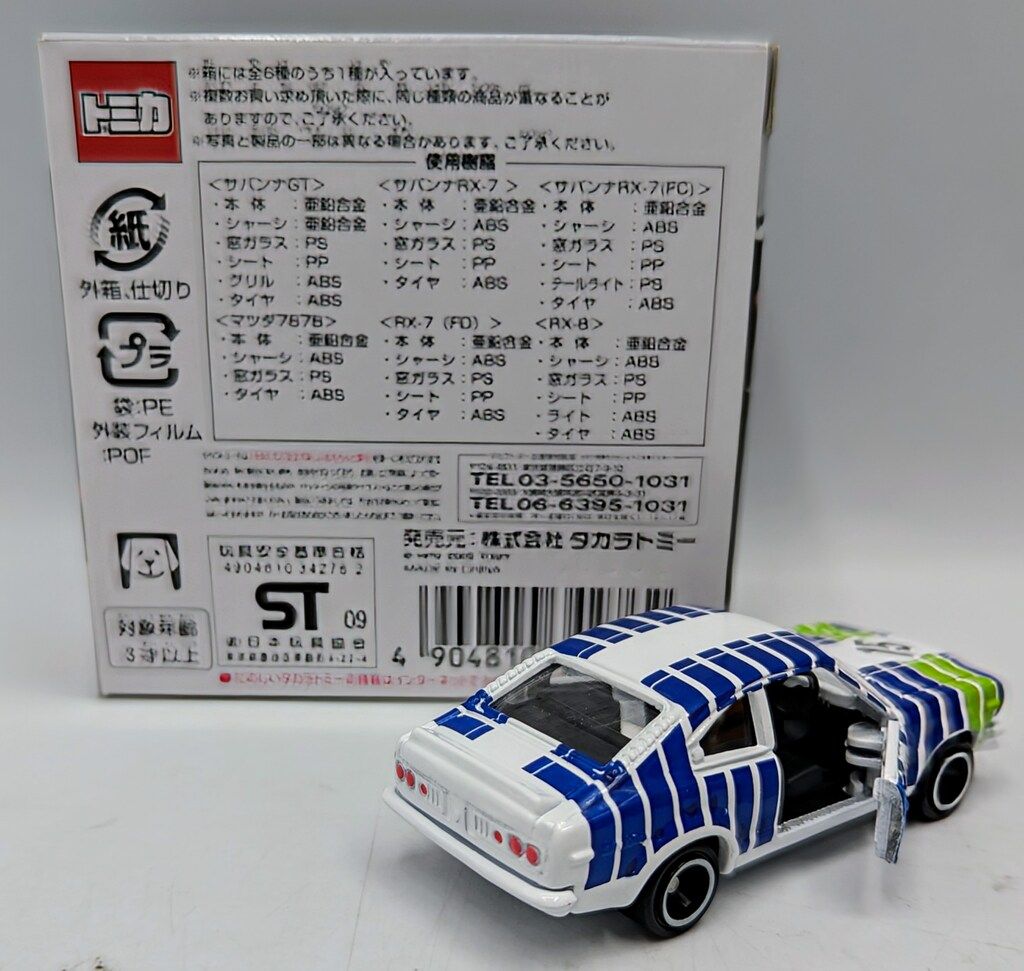 トミカ
※箱には全6種のうち1種が入っています。
※複数お買い求め頂いた際に、同じ種類の商品が重なることが
ありますので、ご了承ください。
※写真と製品の一部は異なる場合があります。ご了承ください。
使用樹脂
<サバンナGT>
・本体:亜鉛合金
・シャーシ:亜鉛合金
・窓ガラス:PS
・シート:PP
・グリル:ABS
・タイヤ:ABS
<サバンナRX-7>
・本体:亜鉛合金
・シャーシ:ABS
・窓ガラス:PS
・シート:PP
・タイヤ:ABS
<サバンナRX-7(FC)>
・本体:亜鉛合金
・シャーシ:ABS
・窓ガラス:PS
・シート:PP
・テールライト:PS
・タイヤ:ABS
<マツダ787B>
・本体:亜鉛合金
・シャーシ:ABS
・窓ガラス:PS
・タイヤ:ABS
<RX-7 (FD)>
・本体:亜鉛合金
・シャーシ:ABS
・窓ガラス:PS
・シート:PP
・タイヤ:ABS
<RX-8>
・本体:亜鉛合金
・シャーシ:ABS
・窓ガラス:PS
・シート:PP
・ライト:ABS
・タイヤ:ABS
紙
外箱、仕切り
プラ
袋:PE
外装フィルム
:POF
TEL03-5650-1031
TEL06-6395-1031
発売元:株式会社 タカラトミー
玩具安全基準合格
ST 09
対象年齢
3才以上
4 90481